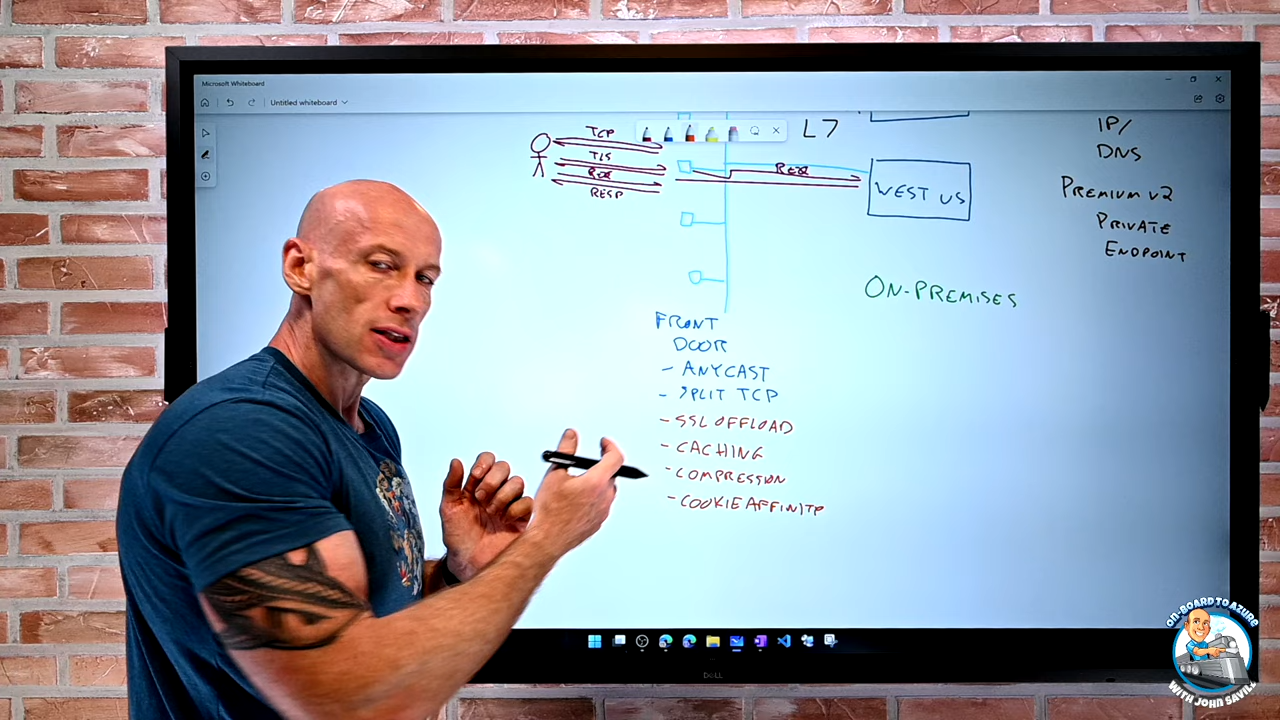 Microsoft Whiteboard
Untitled whiteboard
TCP
TLS
REQ
RESP
L7
REQ
WEST US
IP/
DNS
PREMIUM V2
PRIVATE
ENDPOINT
ON-PREMISES
FRONT
DOOR
- ANYCAST
- SPLIT TCP
- SSL OFFLOAD
- CACHING
- COMPRESSION
- COOKIE AFFINITY
DELL
ON-BOARD TO AZURE
WITH JOHN SAVILL